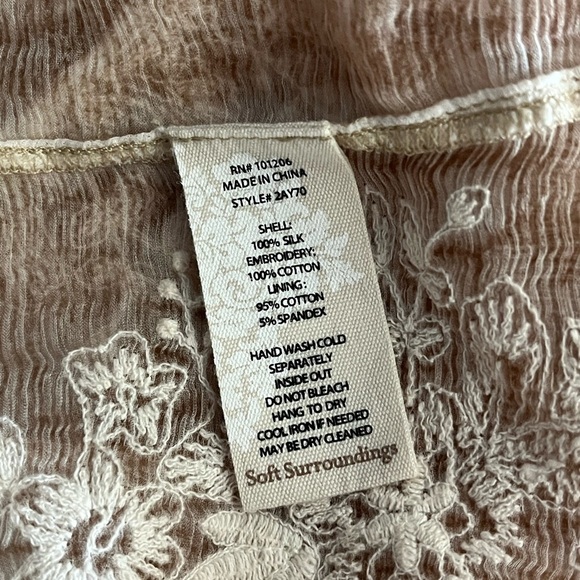 RN# 101206
MADE IN CHINA
STYLE# 2AY70
SHELL:
100% SILK
EMBROIDERY:
100% COTTON
LINING:
95% COTTON
5% SPANDEX
HAND WASH COLD
SEPARATELY
INSIDE OUT
DO NOT BLEACH
HANG TO DRY
COOL IRON IF NEEDED
MAY BE DRY CLEANED
Soft Surroundings